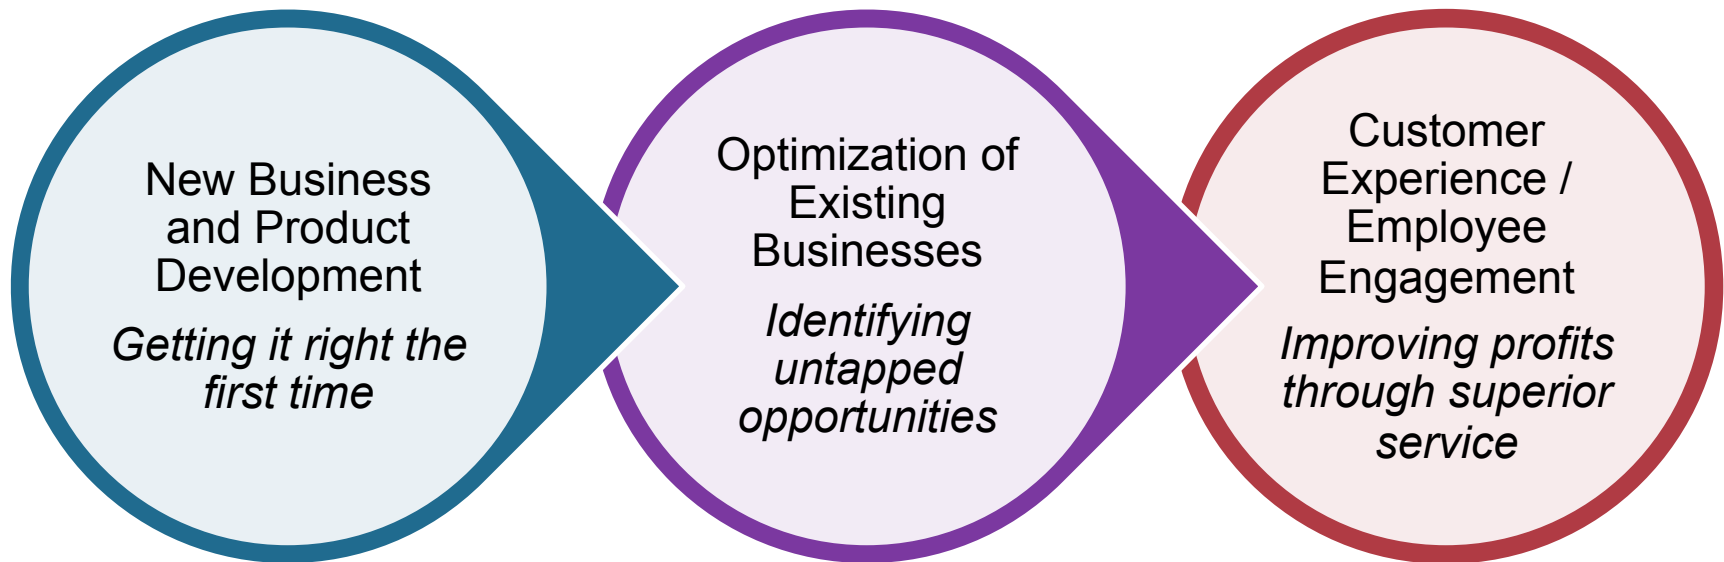 New Business
and Product
Development
Getting it right the
first time
Optimization of
Existing
Businesses
Identifying
untapped
opportunities
Customer
Experience /
Employee
Engagement
Improving profits
through superior
service